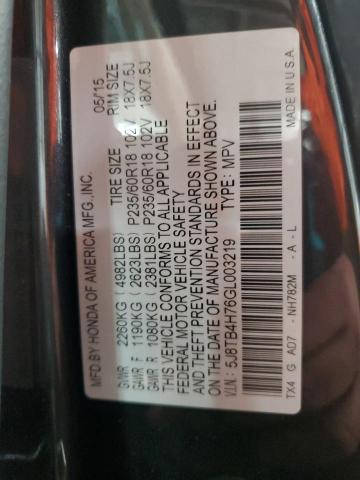 MFD.BY HONDA OF AMERICA MFG.,INC. 05/15
TIRE SIZE RIM SIZE
GVWR 2260KG (4982LBS)
GAWR F 1190KG (2623LBS) P235/60R18 102V 18X7.5J
GAWR R 1080KG (2381LBS) P235/60R18 102V 18X7.5J
THIS VEHICLE CONFORMS TO ALL APPLICABLE
FEDERAL MOTOR VEHICLE SAFETY
AND THEFT PREVENTION STANDARDS IN EFFECT
ON THE DATE OF MANUFACTURE SHOWN ABOVE.
V.I.N.: 5J8TB4H76GL003219 TYPE: MPV
TX4 G AD7 - NH782M - A - L MADE IN U.S.A.